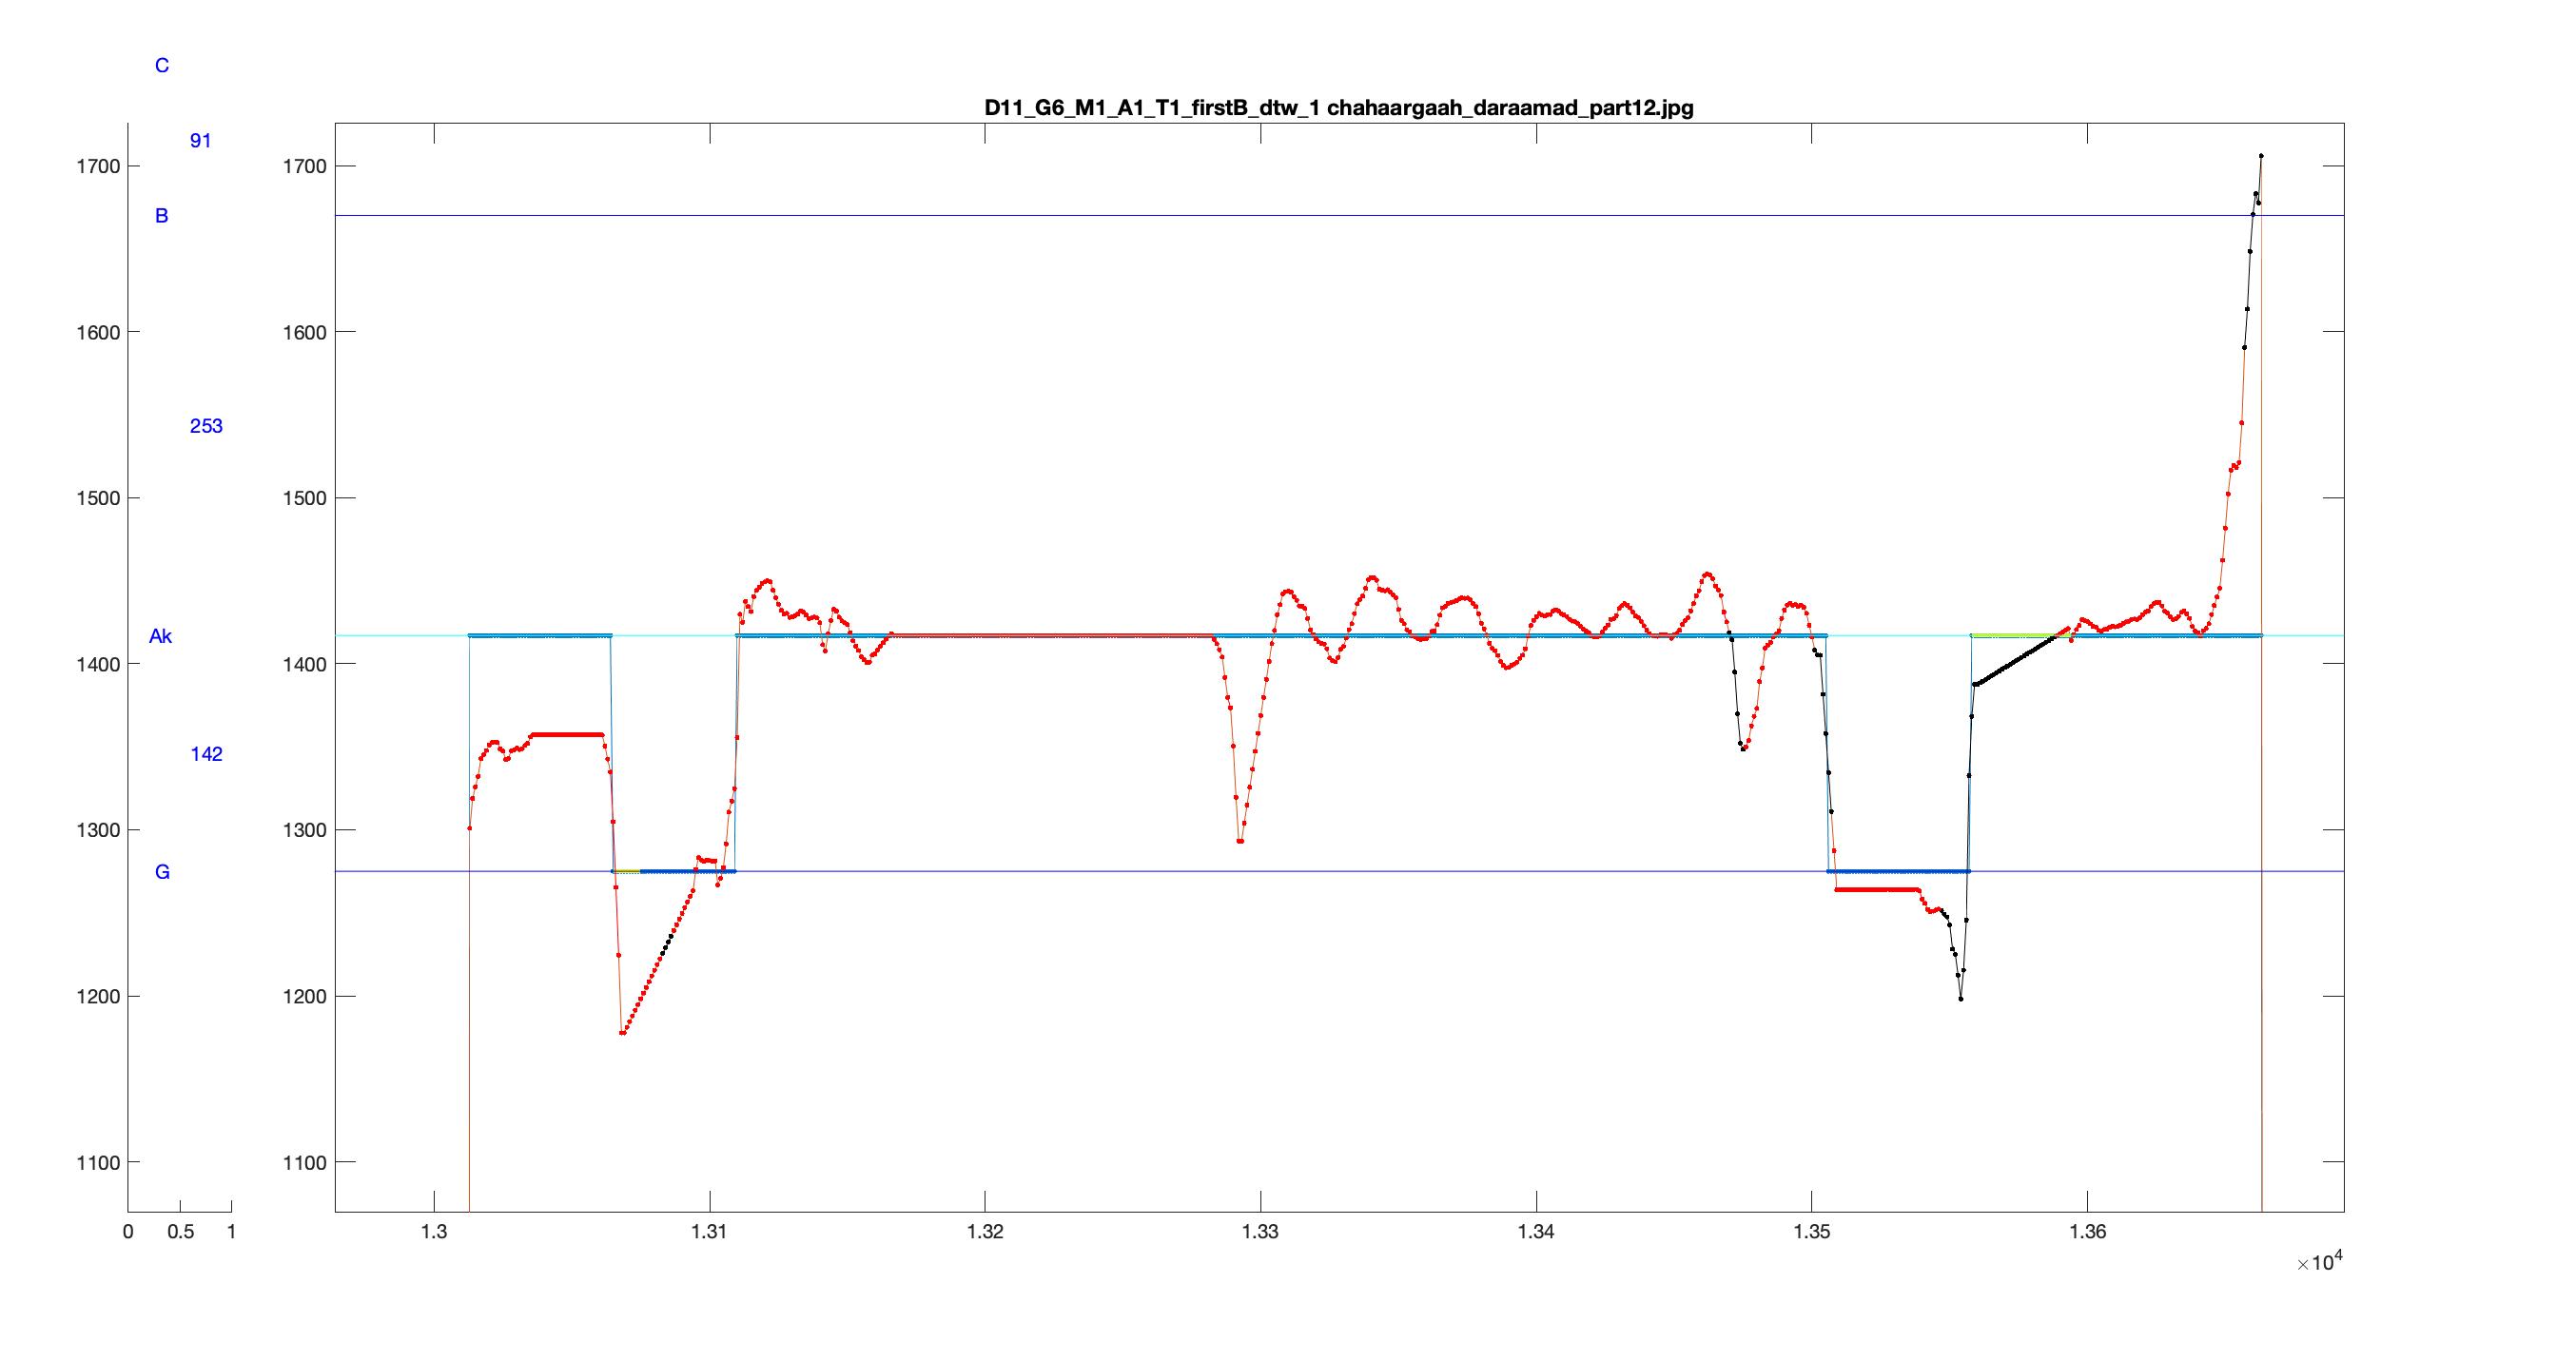 C
D11_G6_M1_A1_T1_firstB_dtw_1 chahaargaah_daraamad_part12.jpg
91
1700 1700
B
1600 1600
253
1500 1500
Ak
1400 1400
142
1300 1300
G
1200 1200
1100 1100
0 0.5 1 1.3 1.31 1.32 1.33 1.34 1.35 1.36
×10^4